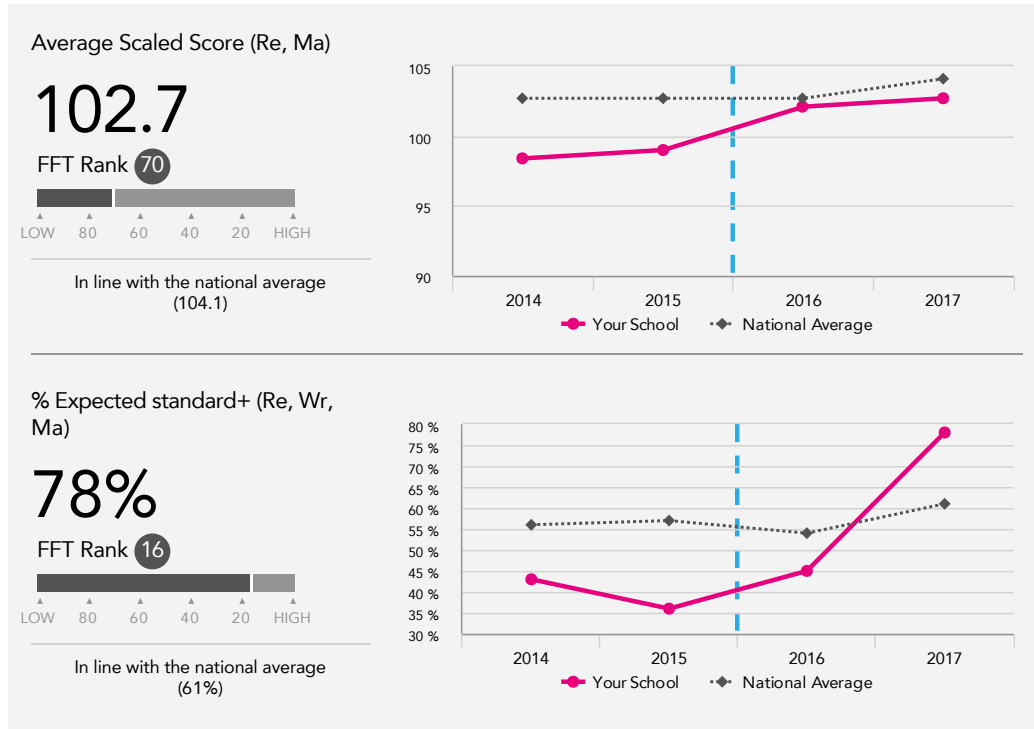 Average Scaled Score (Re, Ma)
102.7
FFT Rank 70
LOW 80 60 40 20 HIGH
In line with the national average
(104.1)
105
100
95
90
2014 2015 2016 2017
Your School National Average
% Expected standard+ (Re, Wr,
Ma)
78%
FFT Rank 16
LOW 80 60 40 20 HIGH
In line with the national average
(61%)
80 %
75 %
70 %
65 %
60 %
55 %
50 %
45 %
40 %
35 %
30 %
2014 2015 2016 2017
Your School National Average